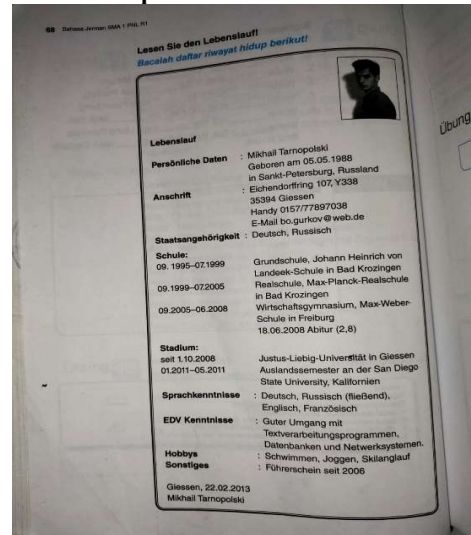 68 Bahasa Jerman SMA 1 PNL R1
Lesen Sie den Lebenslauf!
Bacalah daftar riwayat hidup berikut!
Übung
Lebenslauf
Persönliche Daten : Mikhail Tarnopolski
Geboren am 05.05.1988
in Sankt-Petersburg, Russland
Anschrift : Eichendorffring 107, Y338
35394 Giessen
Handy 0157/77897038
E-Mail bo.gurkov@web.de
Staatsangehörigkeit : Deutsch, Russisch
Schule:
09. 1995–07.1999 Grundschule, Johann Heinrich von
Landeek-Schule in Bad Krozingen
09.1999–07.2005 Realschule, Max-Planck-Realschule
in Bad Krozingen
09.2005–06.2008 Wirtschaftsgymnasium, Max-Weber-
Schule in Freiburg
18.06.2008 Abitur (2,8)
Stadium:
seit 1.10.2008 Justus-Liebig-Universität in Giessen
01.2011–05.2011 Auslandssemester an der San Diego
State University, Kalifornien
Sprachkenntnisse : Deutsch, Russisch (fließend),
Englisch, Französisch
EDV Kenntnisse : Guter Umgang mit
Textverarbeitungsprogrammen,
Datenbanken und Netwerksystemen.
Hobbys : Schwimmen, Joggen, Skilanglauf
Sonstiges : Führerschein seit 2006
Giessen, 22.02.2013
Mikhail Tarnopolski